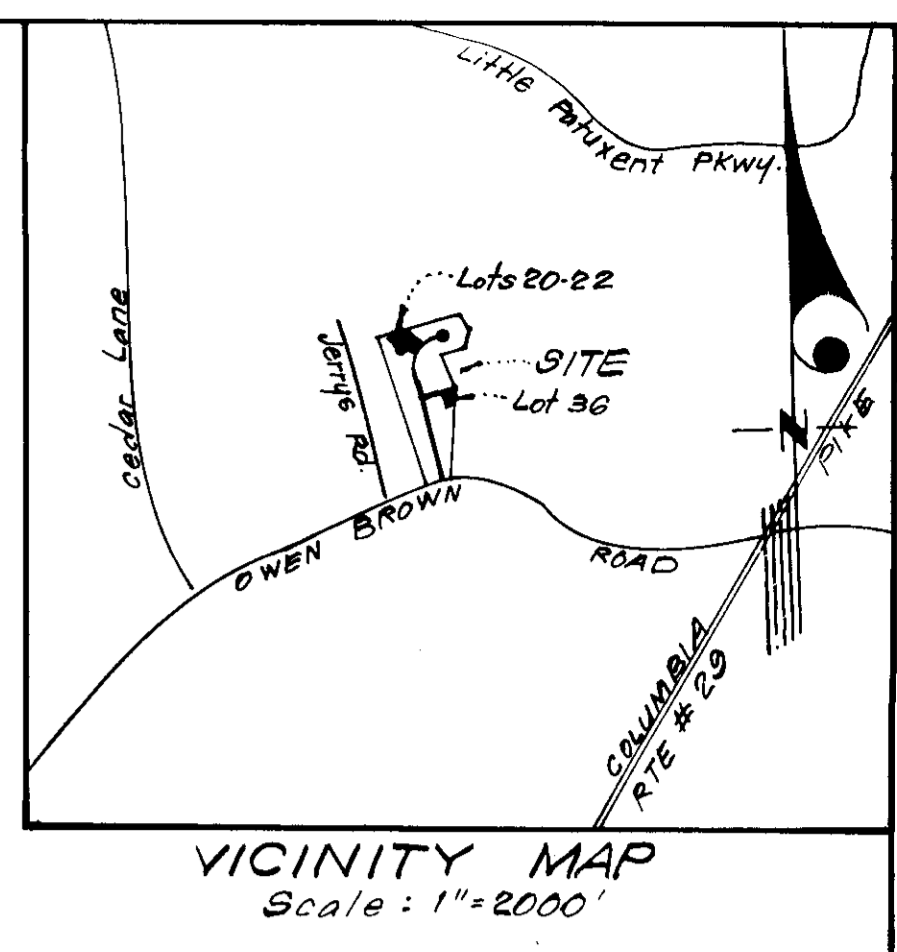 Little Patuxent PKwy.
Lots 20-22
Cedar Lane
Jerrys Rd.
SITE
Lot 36
N
PIKE
OWEN BROWN
ROAD
COLUMBIA
RTE # 29
VICINITY MAP
Scale : 1"=2000'